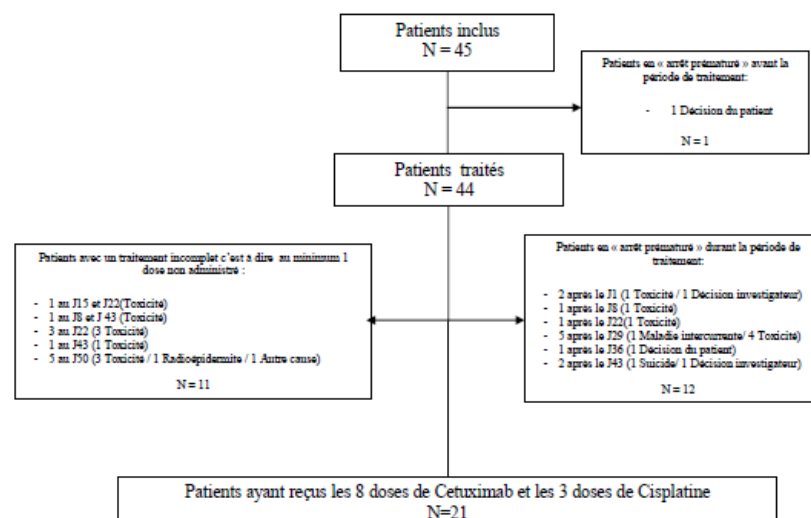 Patients inclus
N = 45
Patients en « arrêt prématuré » avant la
période de traitement:
- 1 Décision du patient
N = 1
Patients traités
N = 44
Patients avec un traitement incomplet c'est à dire au minimum 1
dose non administré :
- 1 au J15 et J22(Toxicité)
- 1 au J8 et J 43 (Toxicité)
- 3 au J22 (3 Toxicité)
- 1 au J43 (1 Toxicité)
- 5 au J50 (3 Toxicité / 1 Radioépidermite / 1 Autre cause)
N = 11
Patients en « arrêt prématuré » durant la période de
traitement:
- 2 après le J1 (1 Toxicité / 1 Décision investigateur)
- 1 après le J8 (1 Toxicité)
- 1 après le J22(1 Toxicité)
- 5 après le J29 (1 Maladie intercurrente/ 4 Toxicité)
- 1 après le J36 (1 Décision du patient)
- 2 après le J43 (1 Suicide/ 1 Décision investigateur)
N = 12
Patients ayant reçus les 8 doses de Cetuximab et les 3 doses de Cisplatine
N=21